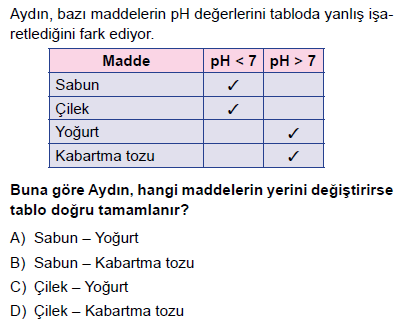 Aydın, bazı maddelerin pH değerlerini tabloda yanlış işa-
retlediğini fark ediyor.
Madde pH < 7 pH > 7
Sabun ✓
Çilek ✓
Yoğurt ✓
Kabartma tozu ✓
Buna göre Aydın, hangi maddelerin yerini değiştirirse
tablo doğru tamamlanır?
A) Sabun – Yoğurt
B) Sabun – Kabartma tozu
C) Çilek – Yoğurt
D) Çilek – Kabartma tozu